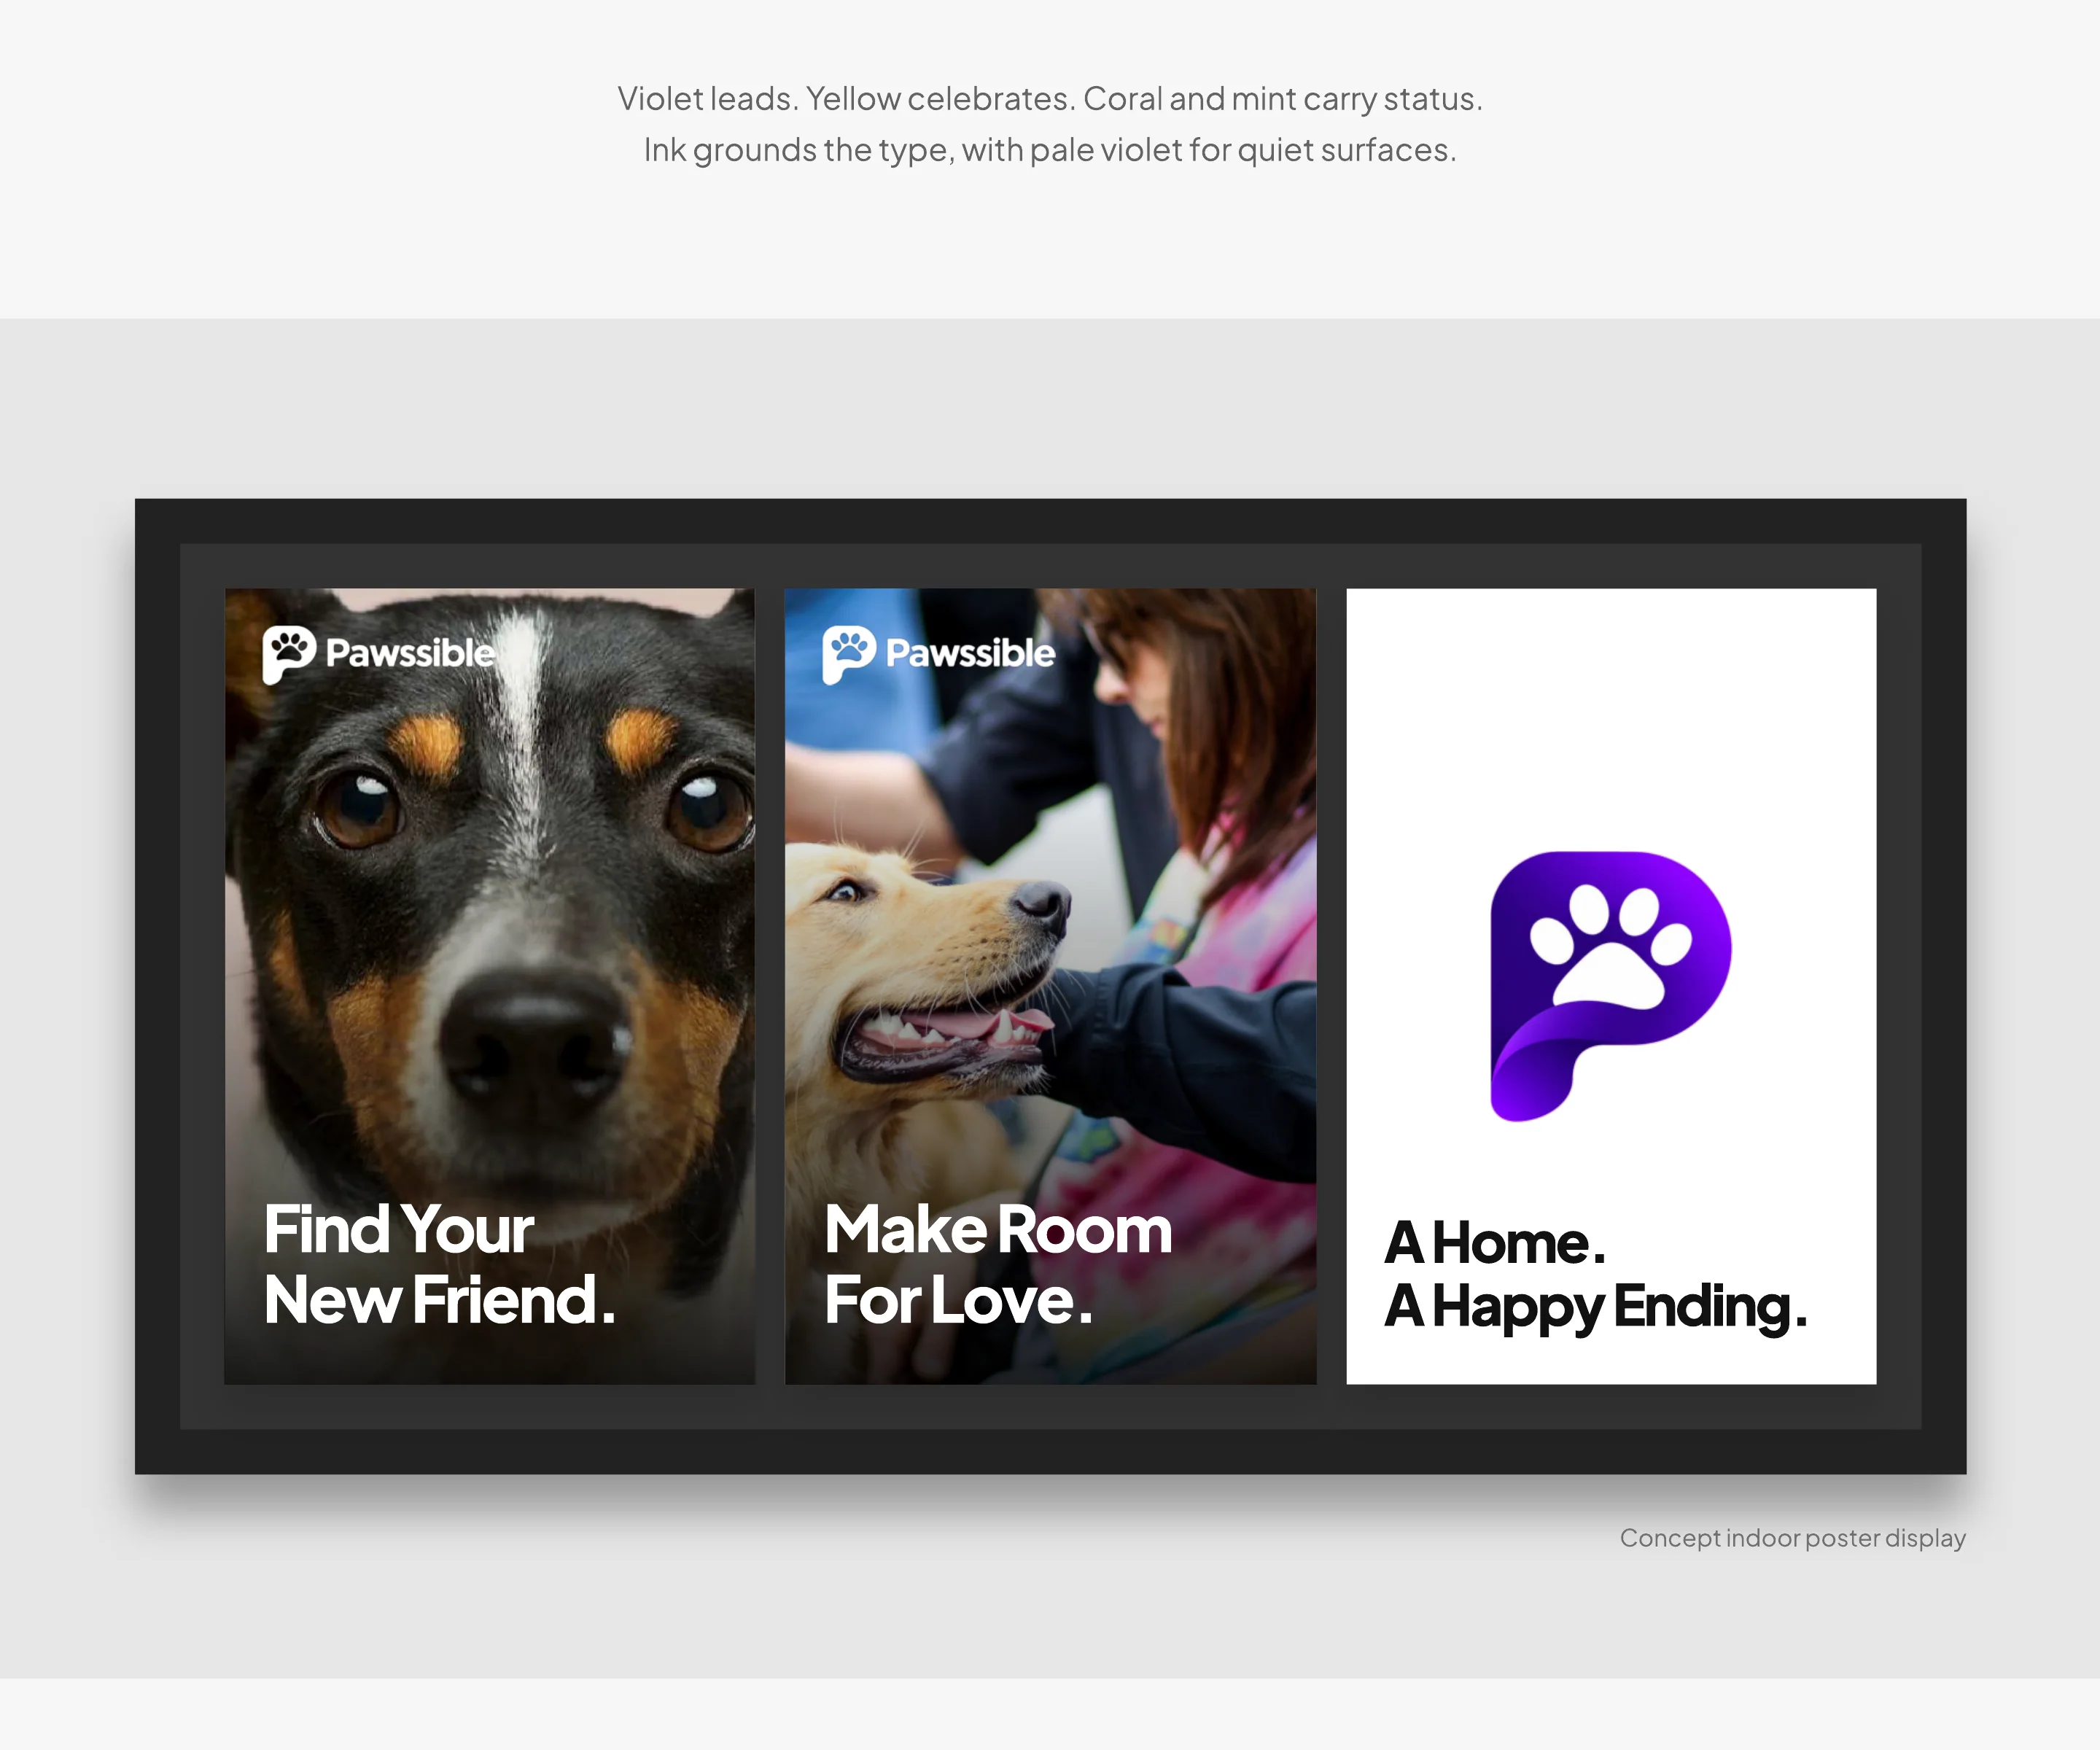 Violet leads. Yellow celebrates. Coral and mint carry status.
Ink grounds the type, with pale violet for quiet surfaces.
Pawssible
Find Your
New Friend.
Pawssible
Make Room
For Love.
A Home.
A Happy Ending.
Concept indoor poster display